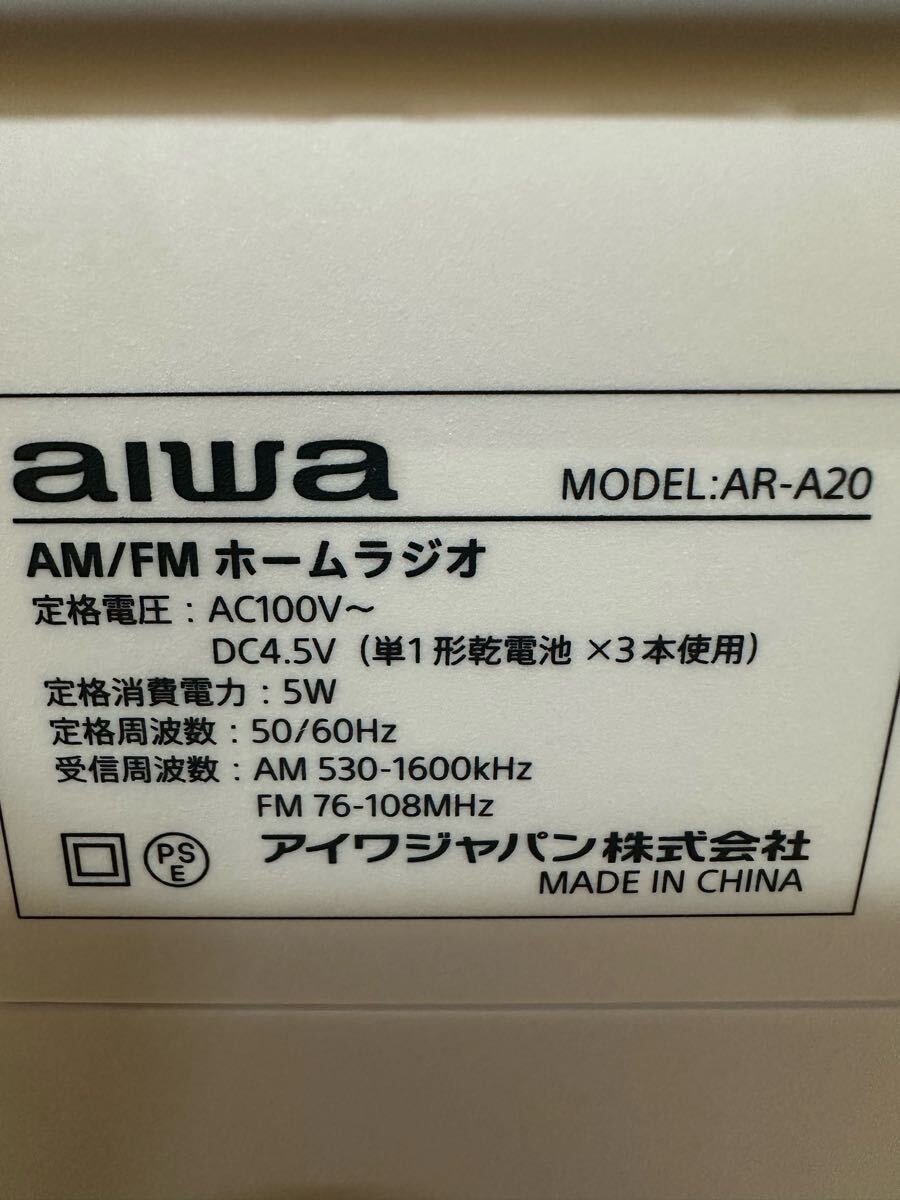 aiwa MODEL:AR-A20
AM/FM ホームラジオ
定格電圧：AC100V～
DC4.5V（単1形乾電池 ×3本使用）
定格消費電力：5W
定格周波数：50/60Hz
受信周波数：AM 530-1600kHz
FM 76-108MHz
PS E アイワジャパン株式会社
MADE IN CHINA